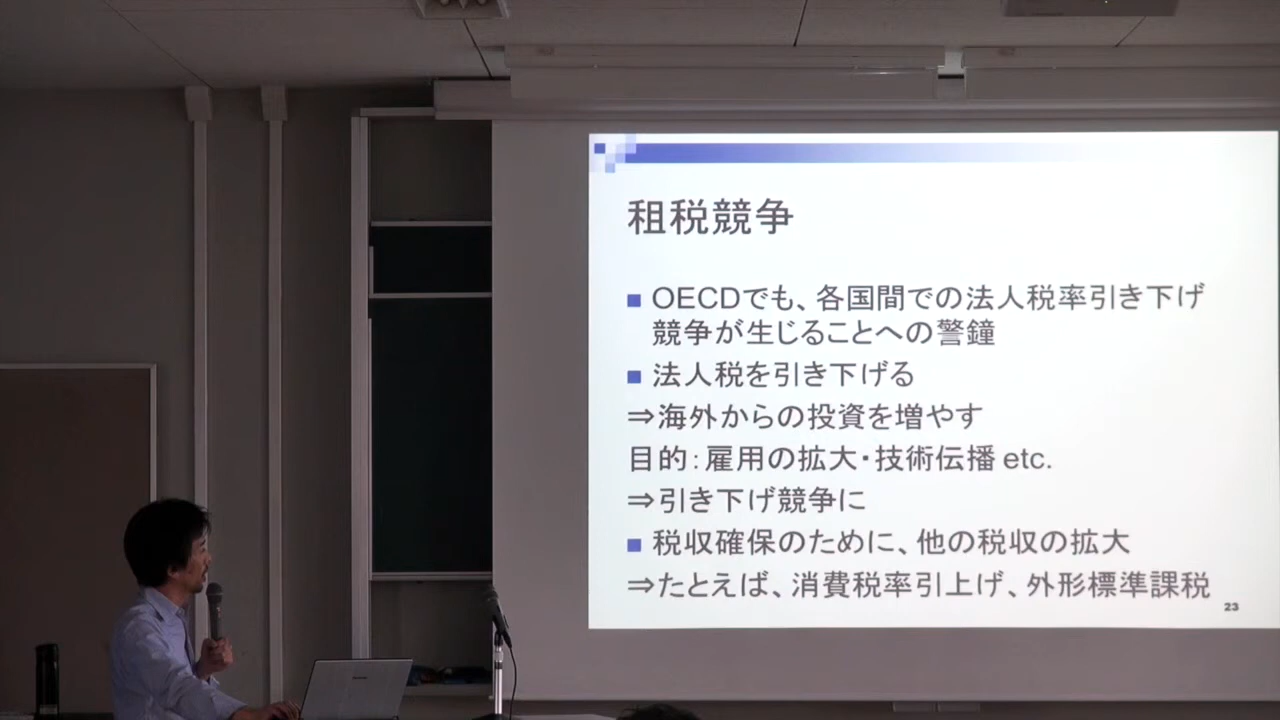 租税競争
■ OECDでも、各国間での法人税率引き下げ
競争が生じることへの警鐘
■ 法人税を引き下げる
⇒海外からの投資を増やす
目的：雇用の拡大・技術伝播 etc.
⇒引き下げ競争に
■ 税収確保のために、他の税収の拡大
⇒たとえば、消費税率引上げ、外形標準課税
23